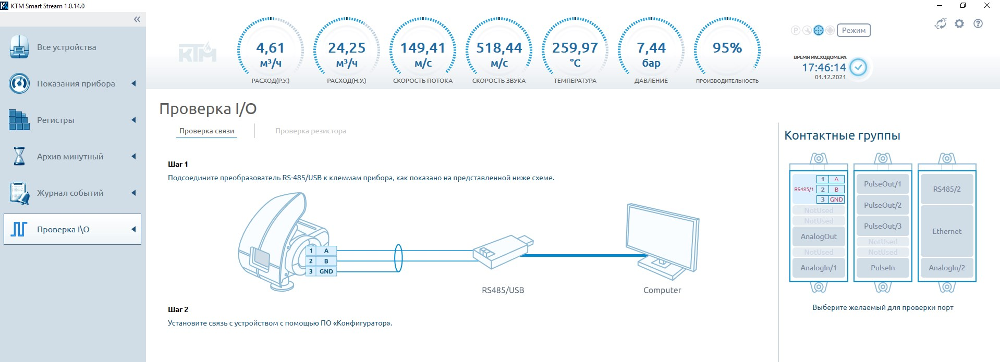 KTM Smart Stream 1.0.14.0
«
Все устройства
Показания прибора
Регистры
Архив минутный
Журнал событий
Проверка I\O
КТМ
4,61
м³/ч
РАСХОД(Р.У.)
24,25
м³/ч
РАСХОД(Н.У.)
149,41
м/с
СКОРОСТЬ ПОТОКА
518,44
м/с
СКОРОСТЬ ЗВУКА
259,97
°C
ТЕМПЕРАТУРА
7,44
бар
ДАВЛЕНИЕ
95%
ПРОИЗВОДИТЕЛЬНОСТЬ
P
Режим
°C °F
?
ВРЕМЯ РАСХОДОМЕРА
17:46:14
01.12.2021
Проверка I/O
Проверка связи
Проверка резистора
Шаг 1
Подсоедините преобразователь RS-485/USB к клеммам прибора, как показано на представленной ниже схеме.
1 A
2 B
3 GND
RS485/USB
Computer
Шаг 2
Установите связь с устройством с помощью ПО «Конфигуратор».
Контактные группы
RS485/1
1 A
2 B
3 GND
NotUsed
NotUsed
AnalogOut
NotUsed
AnalogIn/1
PulseOut/1
PulseOut/2
PulseOut/3
NotUsed
NotUsed
PulseIn
RS485/2
Ethernet
AnalogIn/2
Выберите желаемый для проверки порт